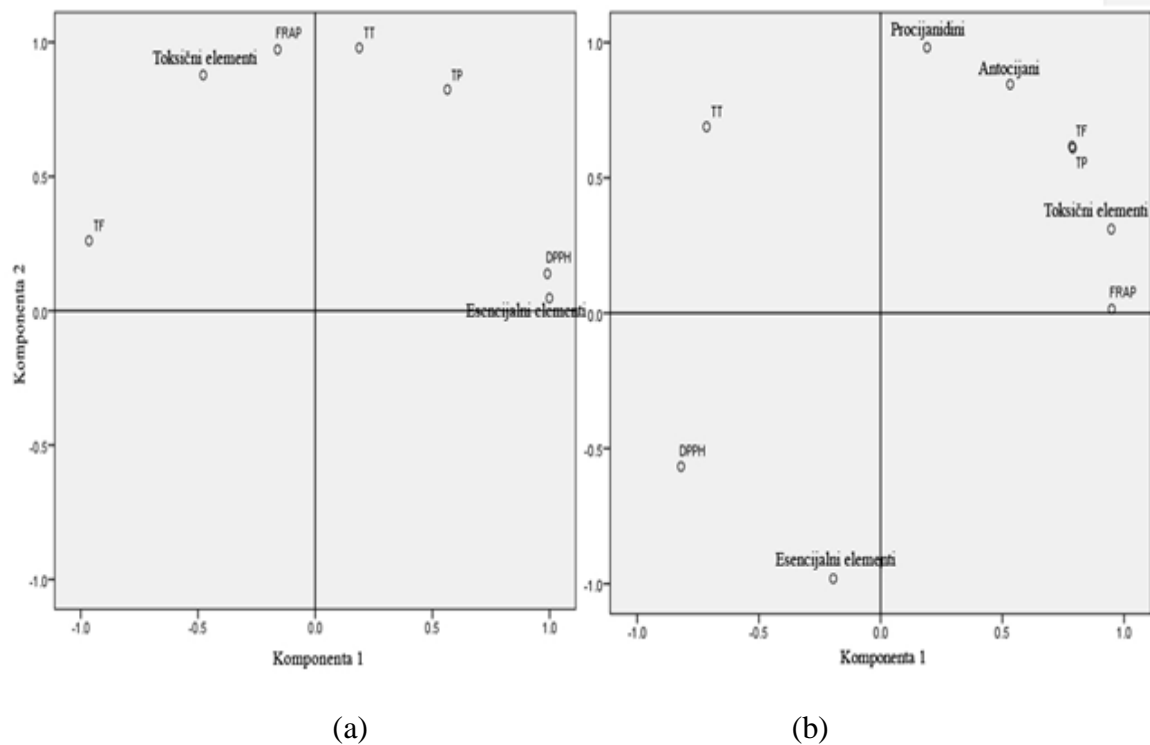 FRAP
TT
Toksični elementi
TP
TF
DPPH
Esencijalni elementi
Komponenta 2
1.0
0.5
0.0
-0.5
-1.0
-1.0
-0.5
0.0
0.5
1.0
Komponenta 1
(a)
Procijanidini
Antocijani
TT
TF
TP
Toksični elementi
FRAP
DPPH
Esencijalni elementi
1.0
0.5
0.0
-0.5
-1.0
-1.0
-0.5
0.0
0.5
1.0
Komponenta 1
(b)